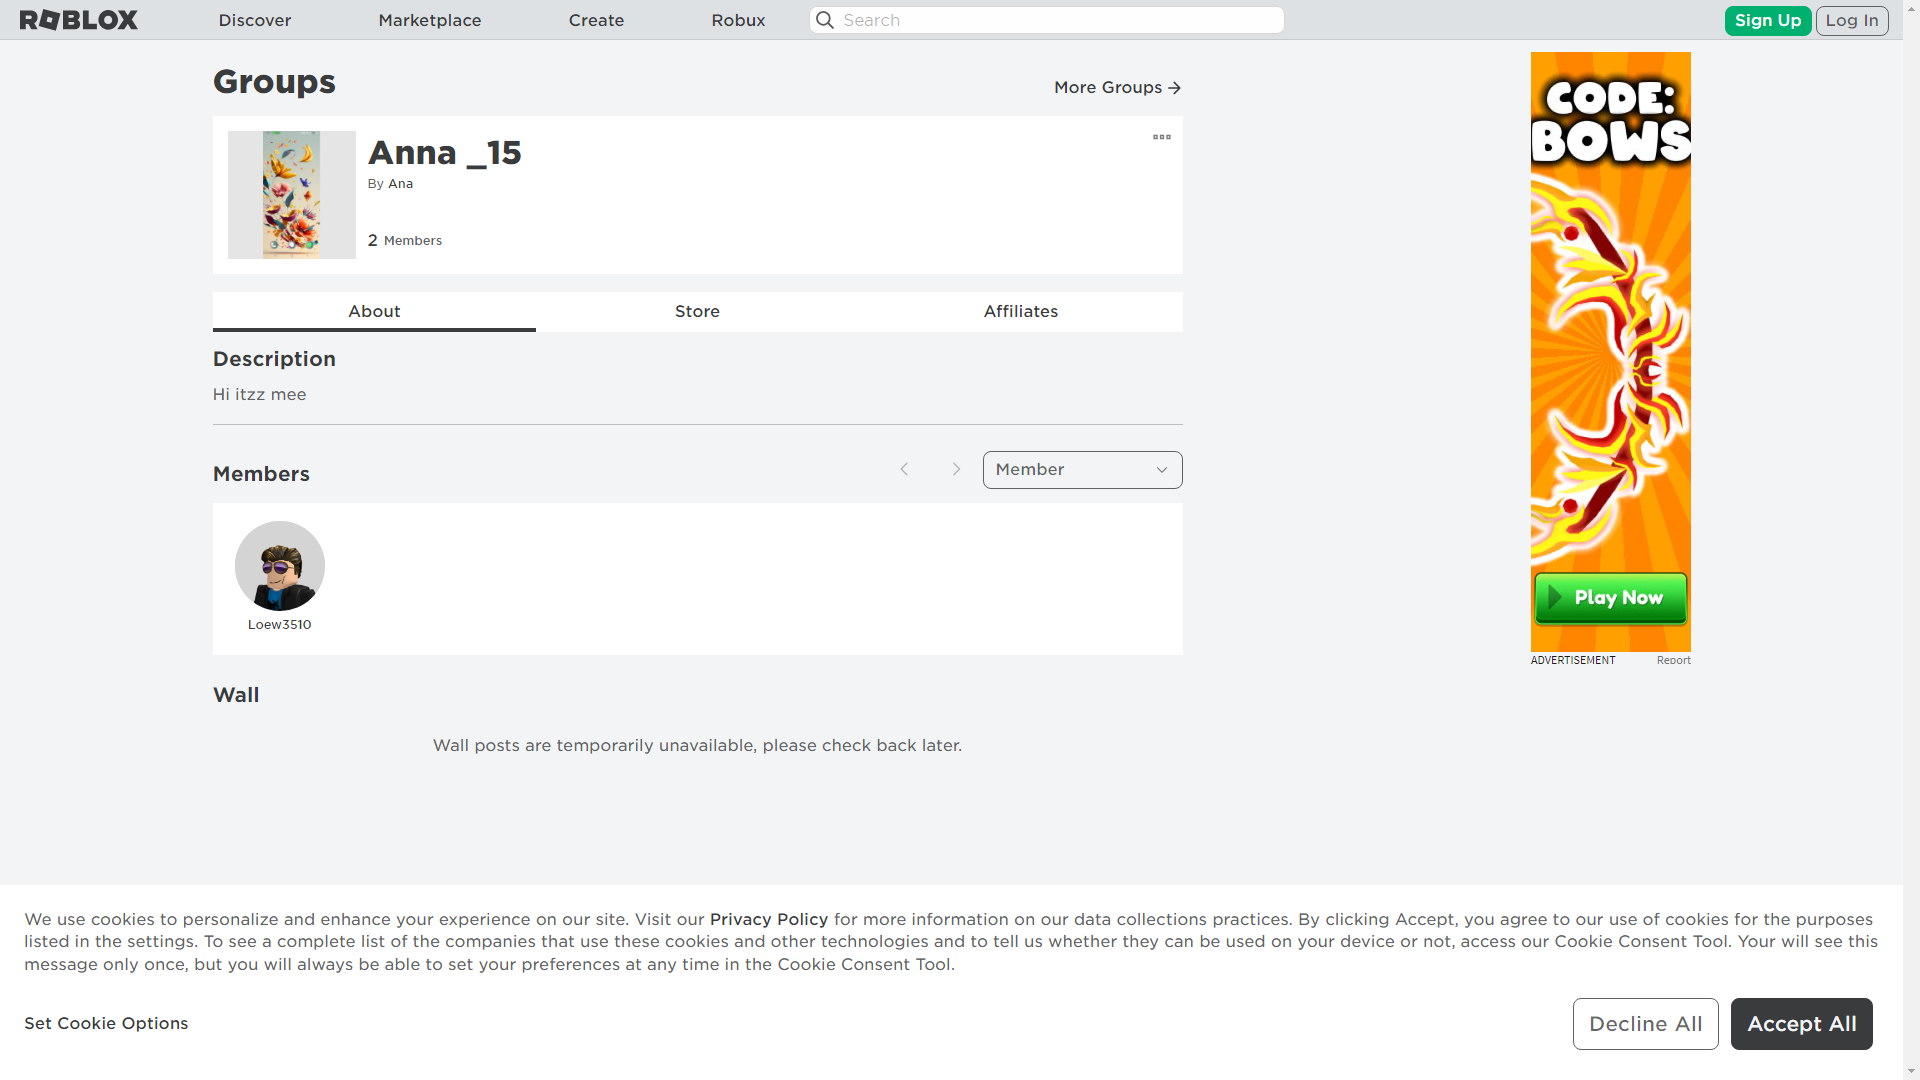 ROBLOX Discover Marketplace Create Robux Search Sign Up Log In
Groups
More Groups
Anna _15
By Ana
2 Members
About Store Affiliates
Description
Hi itzz mee
Members
Member
Loew3510
Wall
Wall posts are temporarily unavailable, please check back later.
CODE:
BOWS
Play Now
ADVERTISEMENT Report
We use cookies to personalize and enhance your experience on our site. Visit our Privacy Policy for more information on our data collections practices. By clicking Accept, you agree to our use of cookies for the purposes
listed in the settings. To see a complete list of the companies that use these cookies and other technologies and to tell us whether they can be used on your device or not, access our Cookie Consent Tool. Your will see this
message only once, but you will always be able to set your preferences at any time in the Cookie Consent Tool.
Set Cookie Options
Decline All
Accept All